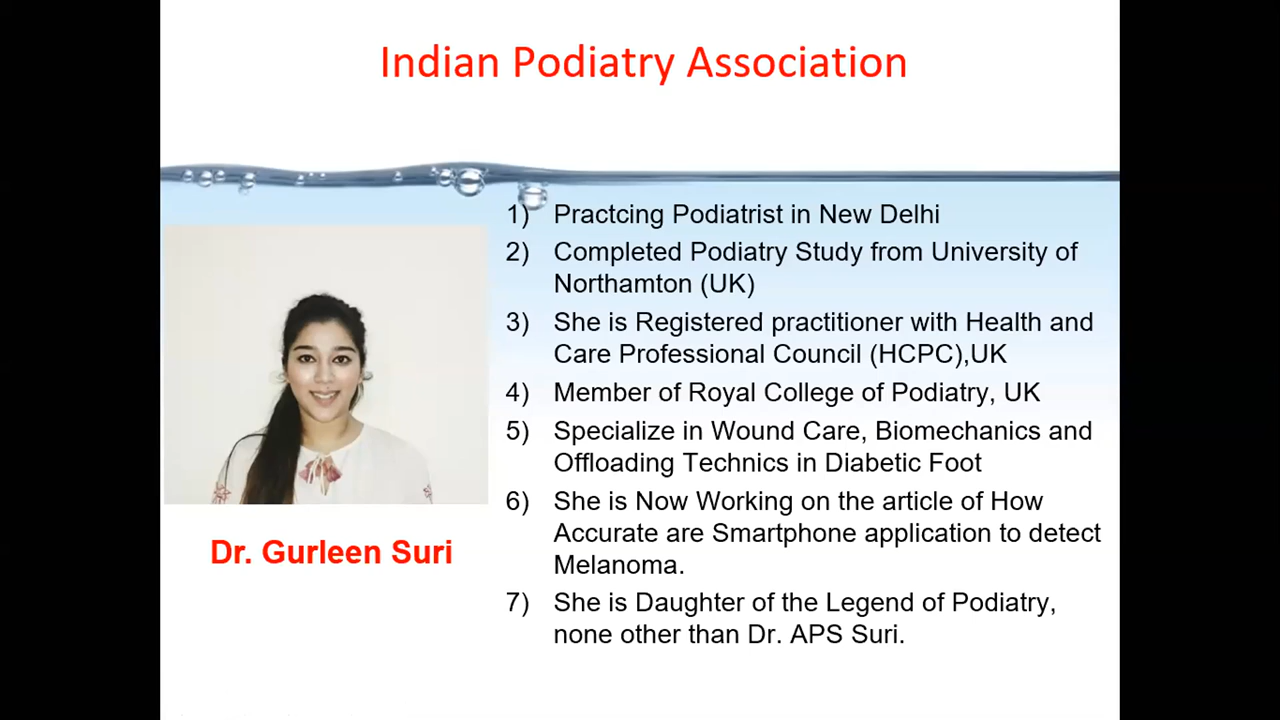 Indian Podiatry Association
1) Practcing Podiatrist in New Delhi
2) Completed Podiatry Study from University of
Northamton (UK)
3) She is Registered practitioner with Health and
Care Professional Council (HCPC),UK
4) Member of Royal College of Podiatry, UK
5) Specialize in Wound Care, Biomechanics and
Offloading Technics in Diabetic Foot
6) She is Now Working on the article of How
Accurate are Smartphone application to detect
Melanoma.
7) She is Daughter of the Legend of Podiatry,
none other than Dr. APS Suri.
Dr. Gurleen Suri